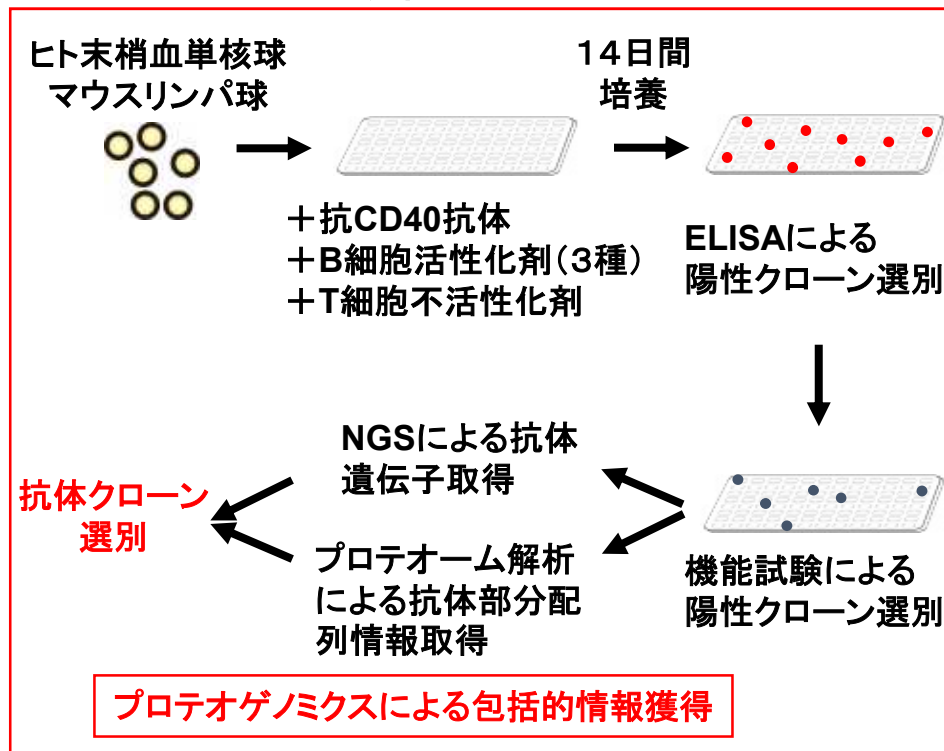 ヒト末梢血単核球
マウスリンパ球
14日間
培養
＋抗CD40抗体
＋B細胞活性化剤（3種）
＋T細胞不活性化剤
ELISAによる
陽性クローン選別
NGSによる抗体
遺伝子取得
抗体クローン
選別
プロテオーム解析
による抗体部分配
列情報取得
機能試験による
陽性クローン選別
プロテオゲノミクスによる包括的情報獲得